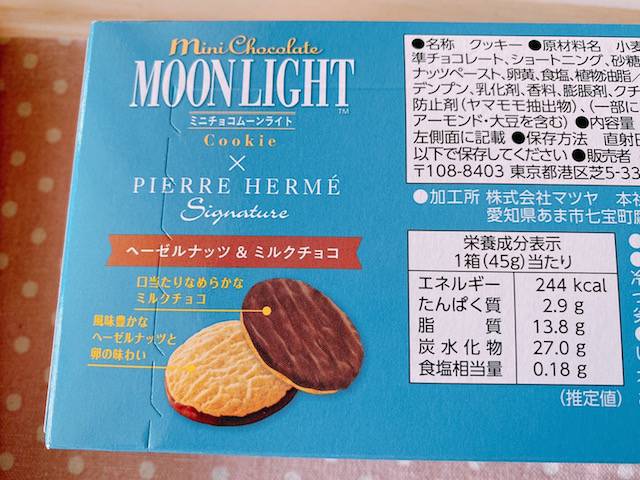 Mini Chocolate
MOONLIGHT™
ミニチョコムーンライト
Cookie
×
PIERRE HERMÉ
Signature
ヘーゼルナッツ & ミルクチョコ
口当たりなめらかな
ミルクチョコ
風味豊かな
ヘーゼルナッツと
卵の味わい
●名称 クッキー ●原材料名 小麦
準チョコレート、ショートニング、砂糖
ナッツペースト、卵黄、食塩、植物油脂／
デンプン、乳化剤、香料、膨脹剤、クチ
防止剤(ヤマモモ抽出物)、(一部に
アーモンド・大豆を含む) ●内容量
左側面に記載 ●保存方法 直射日
以下で保存してください ●販売者
〒108-8403 東京都港区芝5-33
●加工所 株式会社マツヤ 本社
愛知県あま市七宝町
栄養成分表示
1箱(45g)当たり
エネルギー 244 kcal
たんぱく質 2.9 g
脂質 13.8 g
炭水化物 27.0 g
食塩相当量 0.18 g
(推定値)